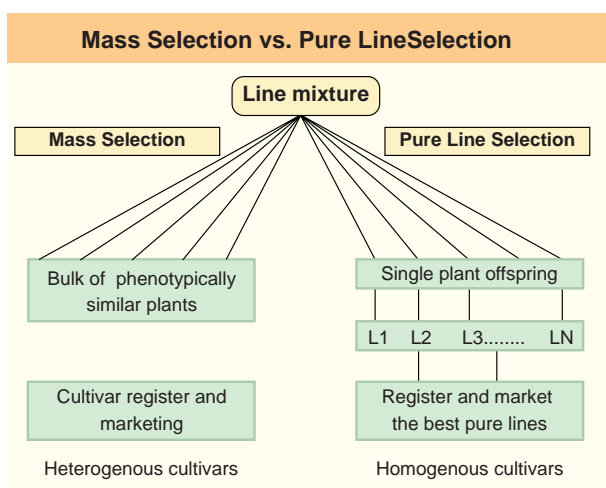 Mass Selection vs. Pure LineSelection
Line mixture
Mass Selection
Pure Line Selection
Bulk of phenotypically
similar plants
Single plant offspring
L1 L2 L3........ LN
Cultivar register and
marketing
Register and market
the best pure lines
Heterogenous cultivars
Homogenous cultivars